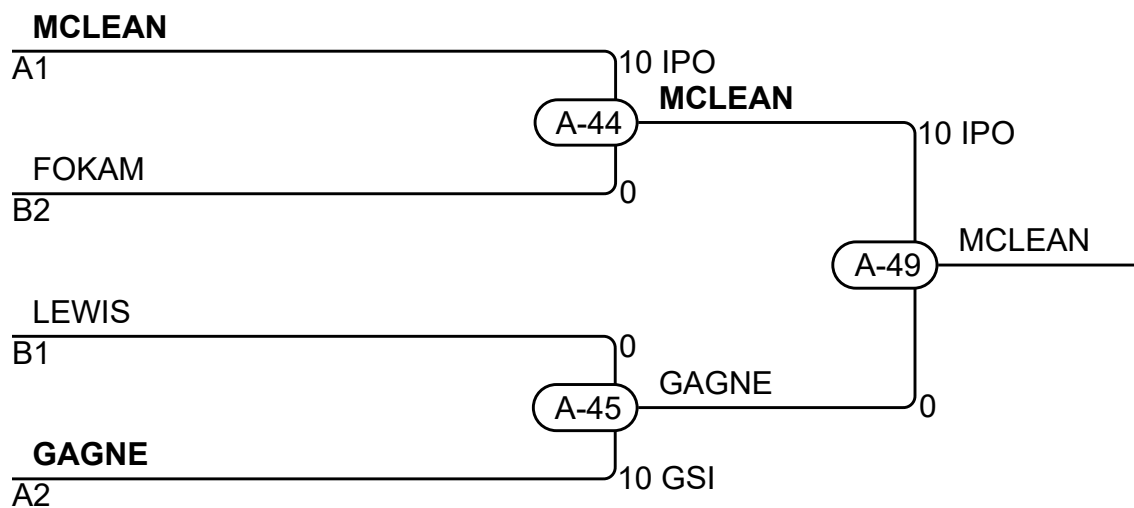 MCLEAN
A1
10 IPO
A-44
MCLEAN
FOKAM
B2
0
10 IPO
A-49
MCLEAN
LEWIS
B1
0
A-45
GAGNE
0
GAGNE
A2
10 GSI